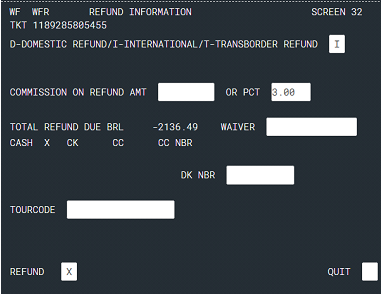 WF WFR REFUND INFORMATION SCREEN 32
TKT 1189285805455
D-DOMESTIC REFUND/I-INTERNATIONAL/T-TRANSBORDER REFUND I
COMMISSION ON REFUND AMT OR PCT 3.00
TOTAL REFUND DUE BRL -2136.49 WAIVER
CASH X CK CC CC NBR
DK NBR
TOURCODE
REFUND X QUIT